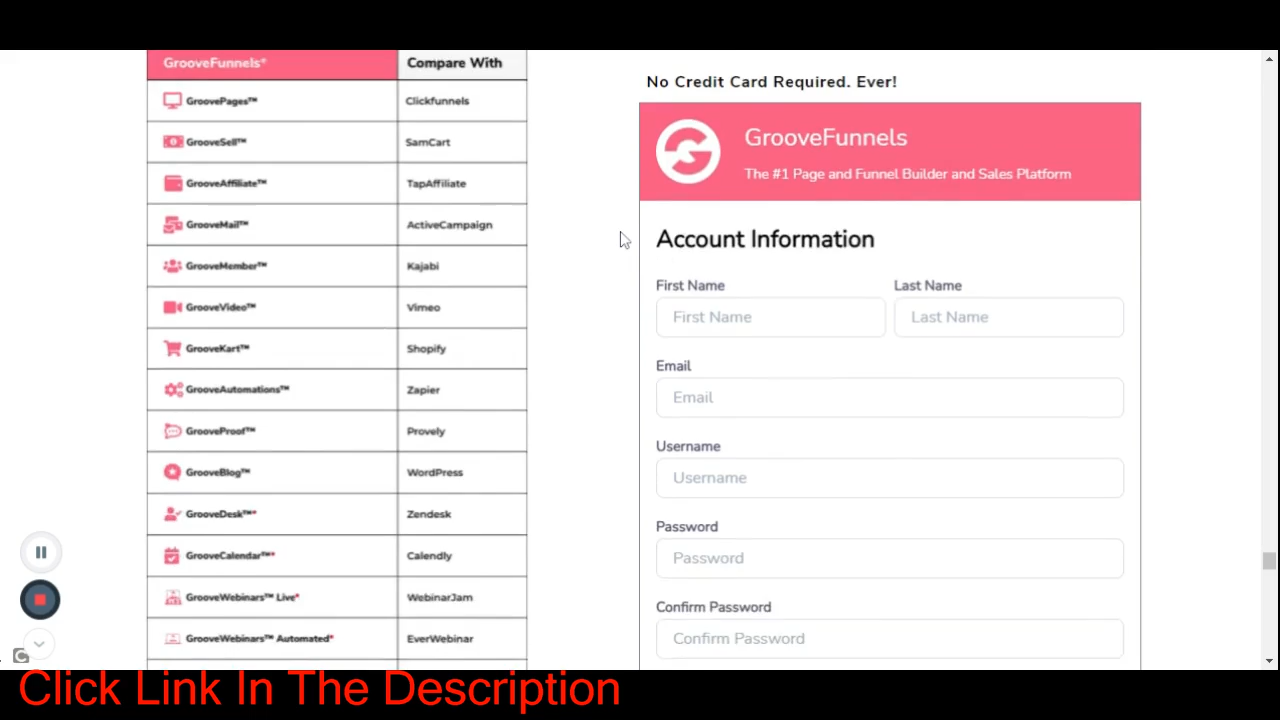 GrooveFunnels* Compare With
GroovePages™ Clickfunnels
GrooveSell™ SamCart
GrooveAffiliate™ TapAffiliate
GrooveMail™ ActiveCampaign
GrooveMember™ Kajabi
GrooveVideo™ Vimeo
GrooveKart™ Shopify
GrooveAutomations™ Zapier
GrooveProof™ Provely
GrooveBlog™ WordPress
GrooveDesk™* Zendesk
GrooveCalendar™* Calendly
GrooveWebinars™ Live* WebinarJam
GrooveWebinars™ Automated* EverWebinar
No Credit Card Required. Ever!
GrooveFunnels
The #1 Page and Funnel Builder and Sales Platform
Account Information
First Name Last Name
First Name Last Name
Email
Email
Username
Username
Password
Password
Confirm Password
Confirm Password
Click Link In The Description